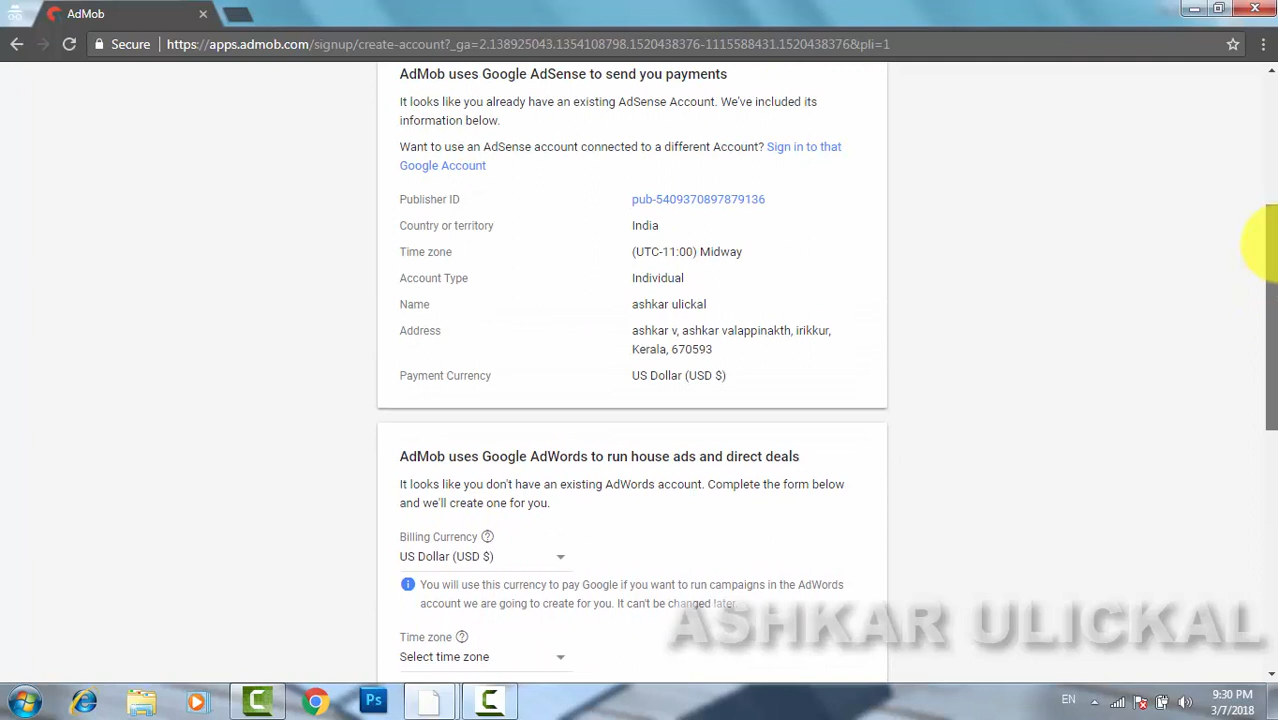 AdMob
Secure
https://apps.admob.com/signup/create-account?_ga=2.138925043.1354108798.1520438376-1115588431.1520438376&pli=1
AdMob uses Google AdSense to send you payments
It looks like you already have an existing AdSense Account. We've included its
information below.
Want to use an AdSense account connected to a different Account? Sign in to that
Google Account
Publisher ID pub-5409370897879136
Country or territory India
Time zone (UTC-11:00) Midway
Account Type Individual
Name ashkar ulickal
Address ashkar v, ashkar valappinakth, irikkur,
Kerala, 670593
Payment Currency US Dollar (USD $)
AdMob uses Google AdWords to run house ads and direct deals
It looks like you don't have an existing AdWords account. Complete the form below
and we'll create one for you.
Billing Currency
US Dollar (USD $)
You will use this currency to pay Google if you want to run campaigns in the AdWords
account we are going to create for you. It can't be changed later.
ASHKAR ULICKAL
Time zone
Select time zone
Ps
EN
9:30 PM
3/7/2018